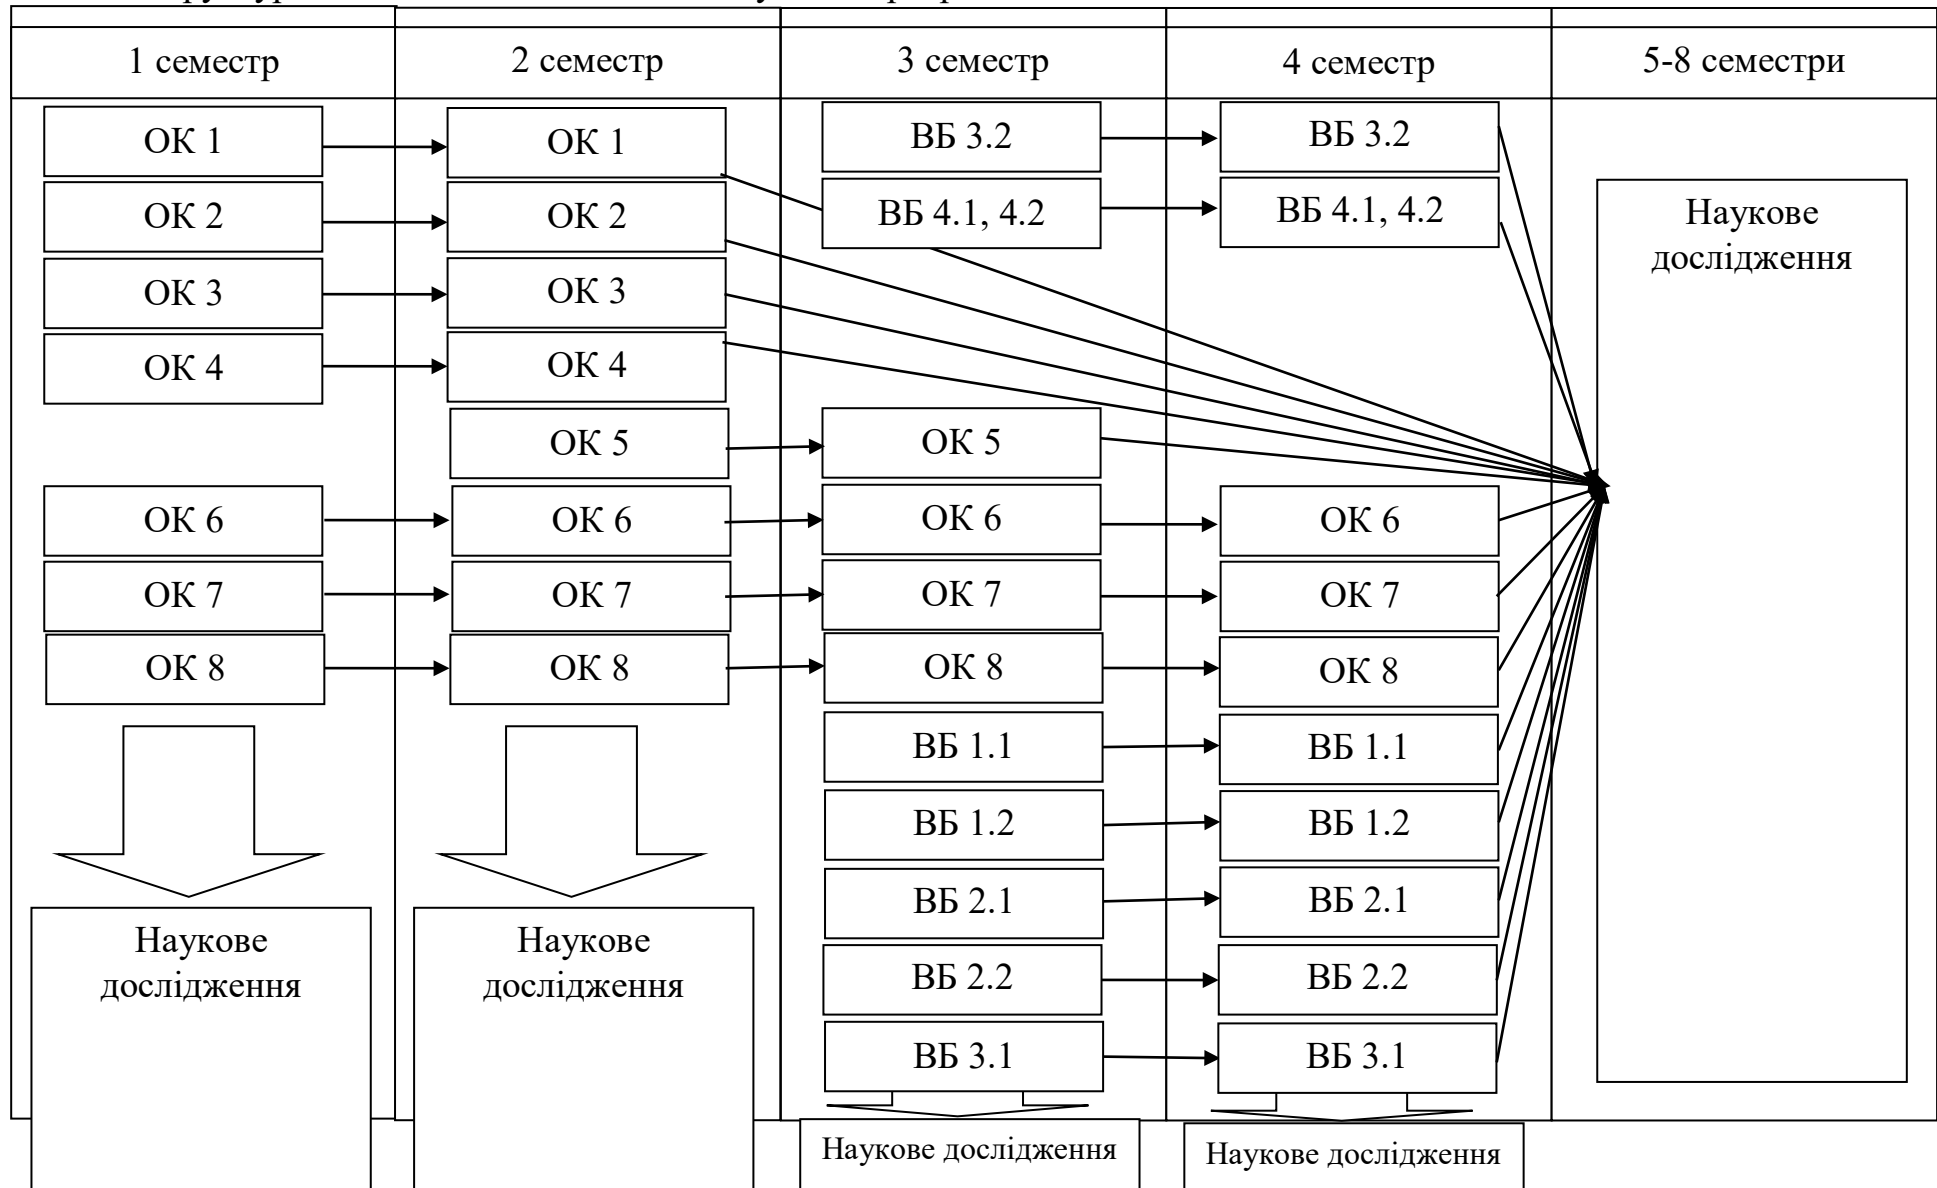 1 семестр
2 семестр
3 семестр
4 семестр
5-8 семестри
ОК 1
ОК 1
ВБ 3.2
ВБ 3.2
ОК 2
ОК 2
ВБ 4.1, 4.2
ВБ 4.1, 4.2
Наукове
дослідження
ОК 3
ОК 3
ОК 4
ОК 4
ОК 5
ОК 5
ОК 6
ОК 6
ОК 6
ОК 6
ОК 7
ОК 7
ОК 7
ОК 7
ОК 8
ОК 8
ОК 8
ОК 8
ВБ 1.1
ВБ 1.1
ВБ 1.2
ВБ 1.2
ВБ 2.1
ВБ 2.1
Наукове
дослідження
Наукове
дослідження
ВБ 2.2
ВБ 2.2
ВБ 3.1
ВБ 3.1
Наукове дослідження
Наукове дослідження